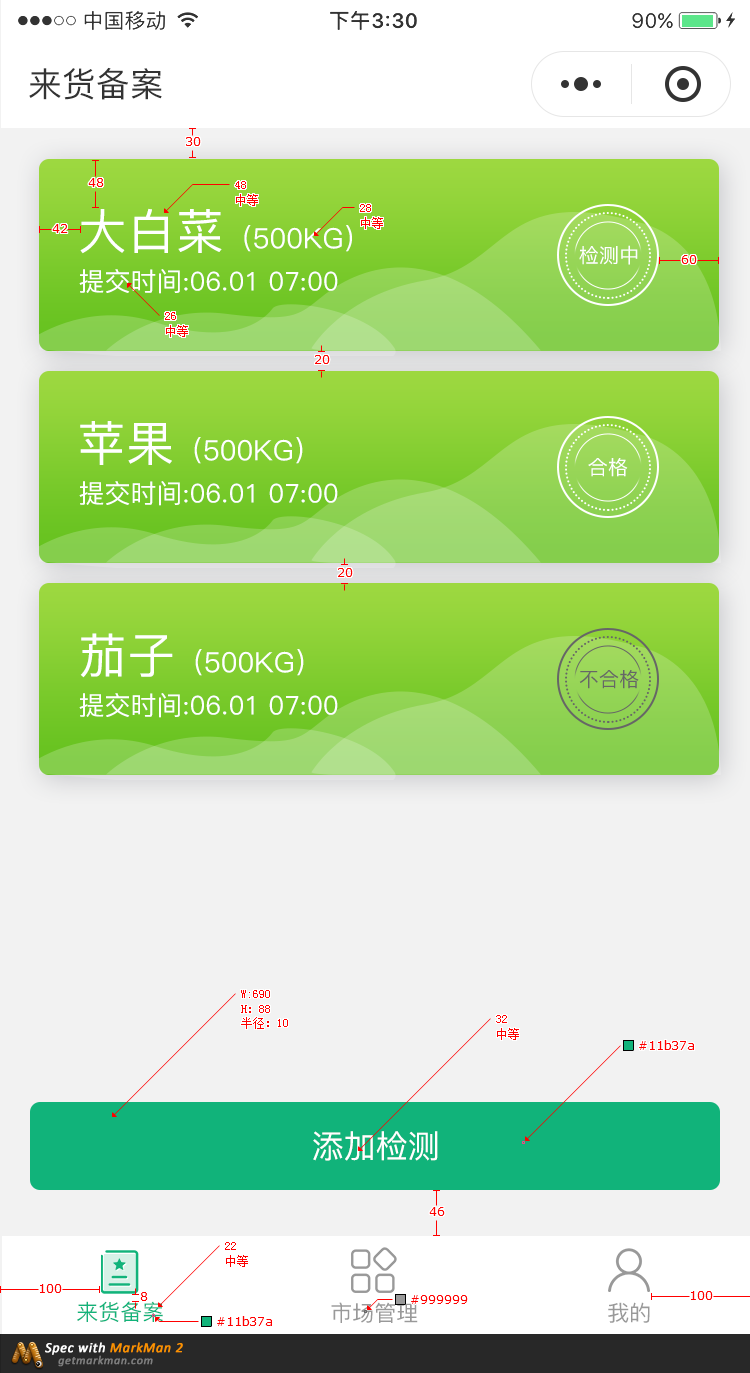 中国移动
下午3:30
90%
来货备案
30
48
48
中等
28
中等
42
大白菜 (500KG)
检测中
60
提交时间:06.01 07:00
26
中等
20
苹果 (500KG)
合格
提交时间:06.01 07:00
20
茄子 (500KG)
不合格
提交时间:06.01 07:00
W:690
H: 88
半径: 10
32
中等
#11b37a
添加检测
46
22
中等
100
8
#999999
100
来货备案
市场管理
我的
#11b37a
Spec with MarkMan 2
getmarkman.com